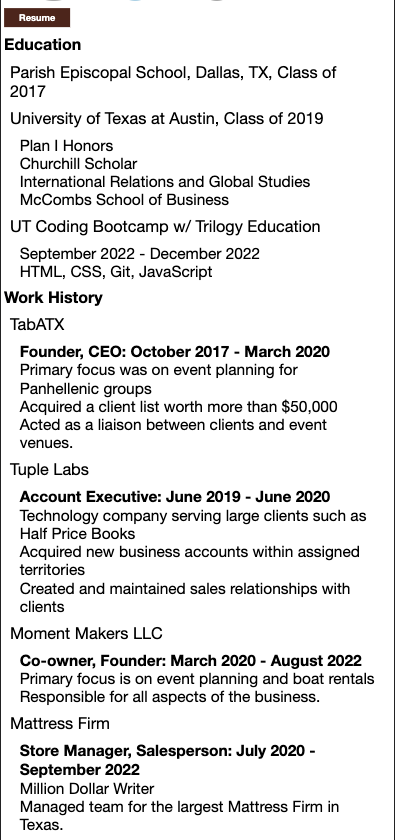 Resume
Education
Parish Episcopal School, Dallas, TX, Class of
2017
University of Texas at Austin, Class of 2019
Plan I Honors
Churchill Scholar
International Relations and Global Studies
McCombs School of Business
UT Coding Bootcamp w/ Trilogy Education
September 2022 - December 2022
HTML, CSS, Git, JavaScript
Work History
TabATX
Founder, CEO: October 2017 - March 2020
Primary focus was on event planning for
Panhellenic groups
Acquired a client list worth more than $50,000
Acted as a liaison between clients and event
venues.
Tuple Labs
Account Executive: June 2019 - June 2020
Technology company serving large clients such as
Half Price Books
Acquired new business accounts within assigned
territories
Created and maintained sales relationships with
clients
Moment Makers LLC
Co-owner, Founder: March 2020 - August 2022
Primary focus is on event planning and boat rentals
Responsible for all aspects of the business.
Mattress Firm
Store Manager, Salesperson: July 2020 -
September 2022
Million Dollar Writer
Managed team for the largest Mattress Firm in
Texas.